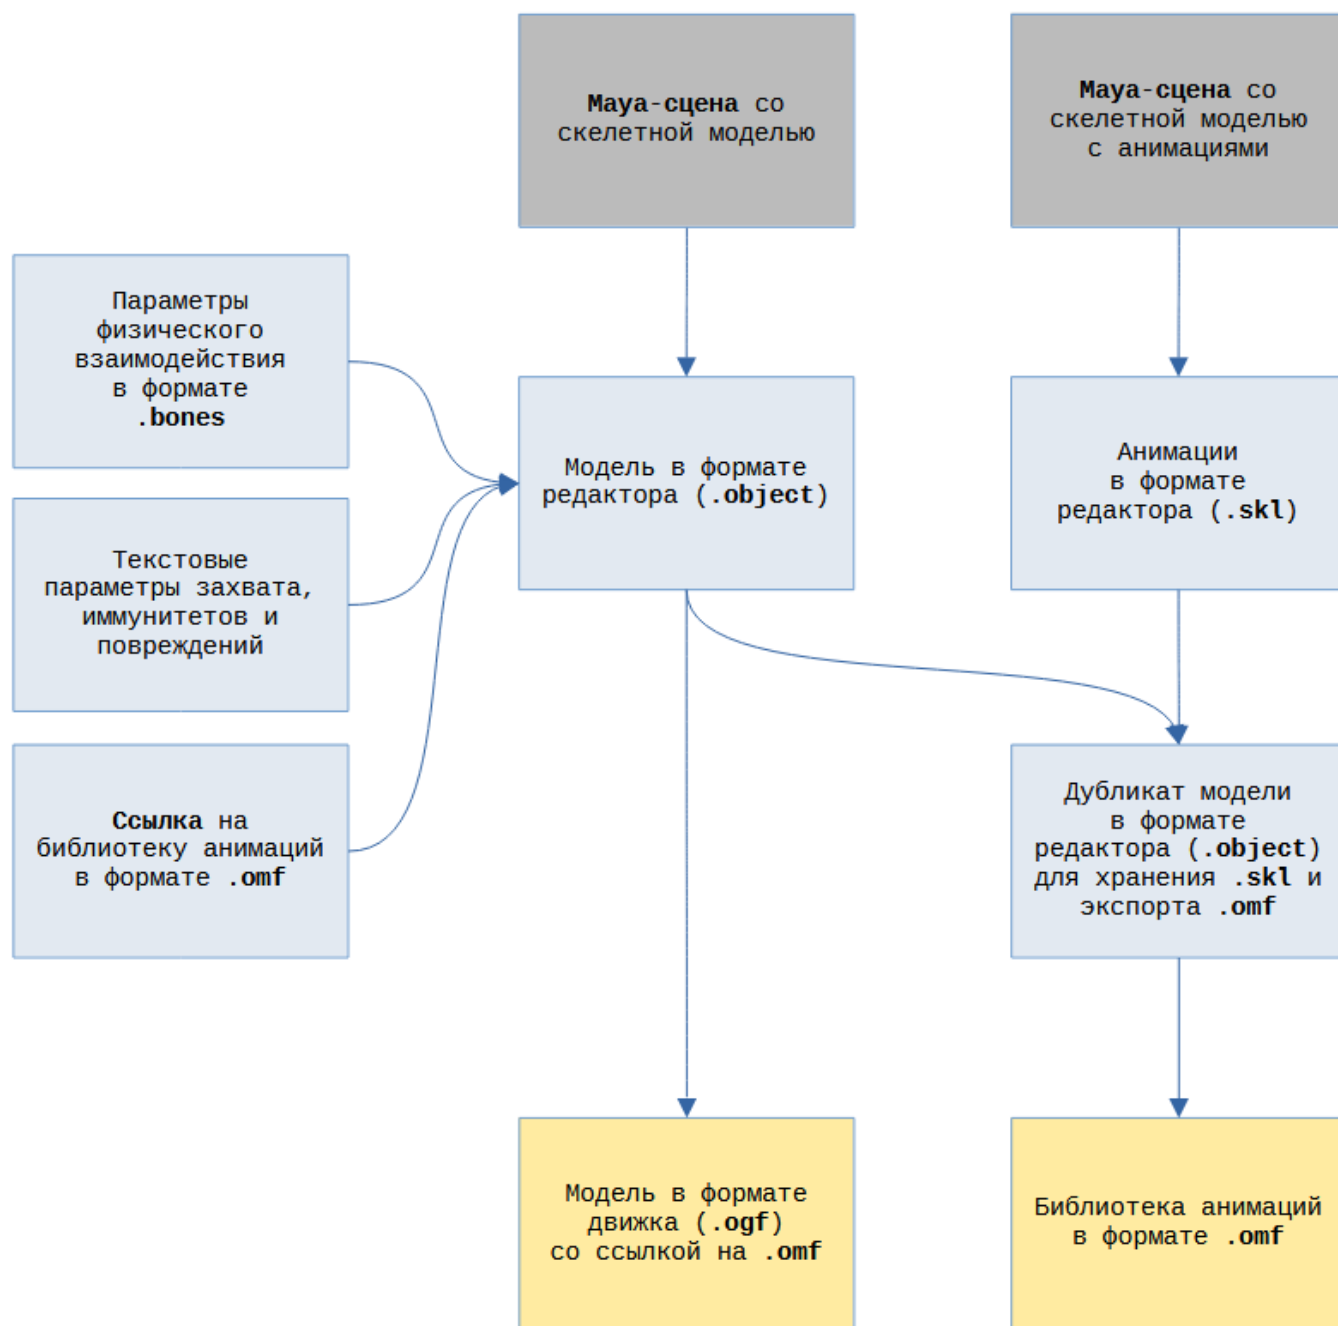 Maya-сцена со
скелетной моделью
Maya-сцена со
скелетной моделью
с анимациями
Параметры
физического
взаимодействия
в формате
.bones
Модель в формате
редактора (.object)
Анимации
в формате
редактора (.skl)
Текстовые
параметры захвата,
иммунитетов и
повреждений
Ссылка на
библиотеку анимаций
в формате .omf
Дубликат модели
в формате
редактора (.object)
для хранения .skl и
экспорта .omf
Модель в формате
движка (.ogf)
со ссылкой на .omf
Библиотека анимаций
в формате .omf